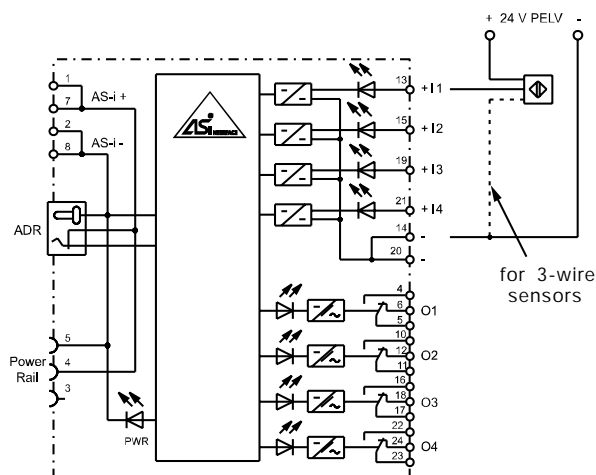 + 24 V PELV -
1
AS-i +
7
2
AS-i -
8
ADR
5
Power
Rail
4
3
PWR
ASi
INTERFACE
13
+I1
15
+I2
19
+I3
21
+I4
14
-
20
-
for 3-wire
sensors
4
6
O1
5
10
12
O2
11
16
18
O3
17
22
24
O4
23